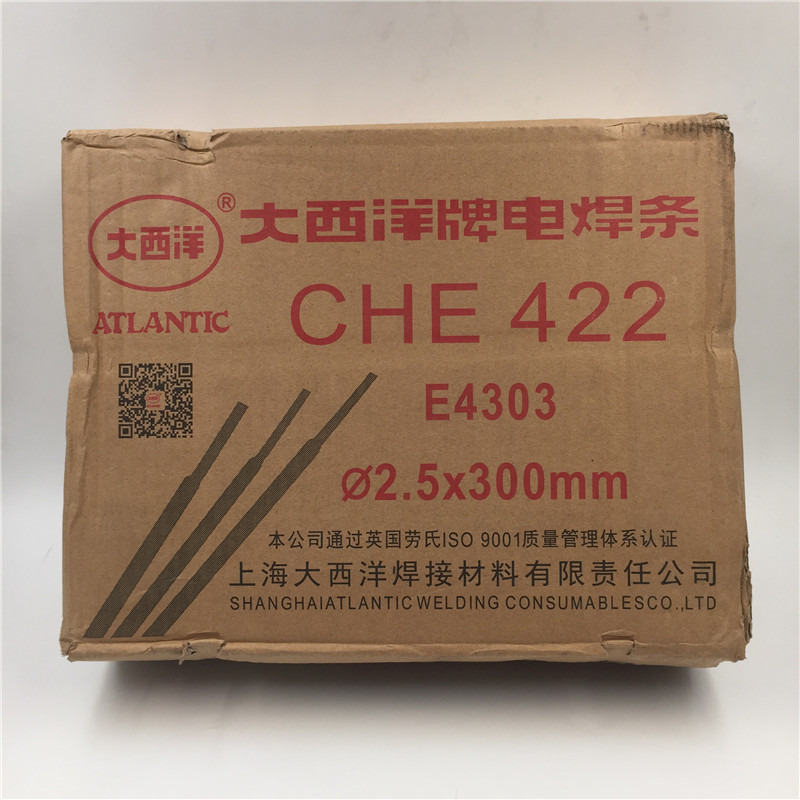 大西洋
®
大西洋牌电焊条
ATLANTIC
CHE 422
E4303
Ø2.5x300mm
本公司通过英国劳氏ISO 9001质量管理体系认证
上海大西洋焊接材料有限责任公司
SHANGHAIATLANTIC WELDING CONSUMABLESCO.,LTD